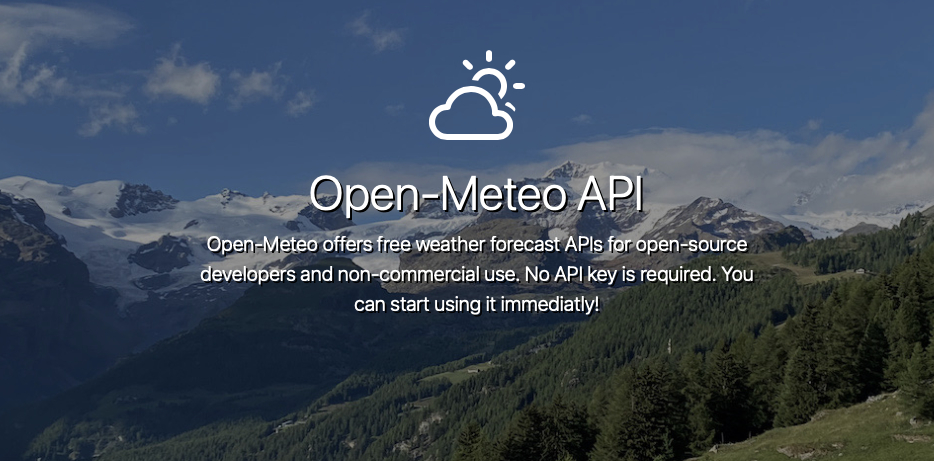 Open-Meteo API
Open-Meteo offers free weather forecast APIs for open-source
developers and non-commercial use. No API key is required. You
can start using it immediatly!